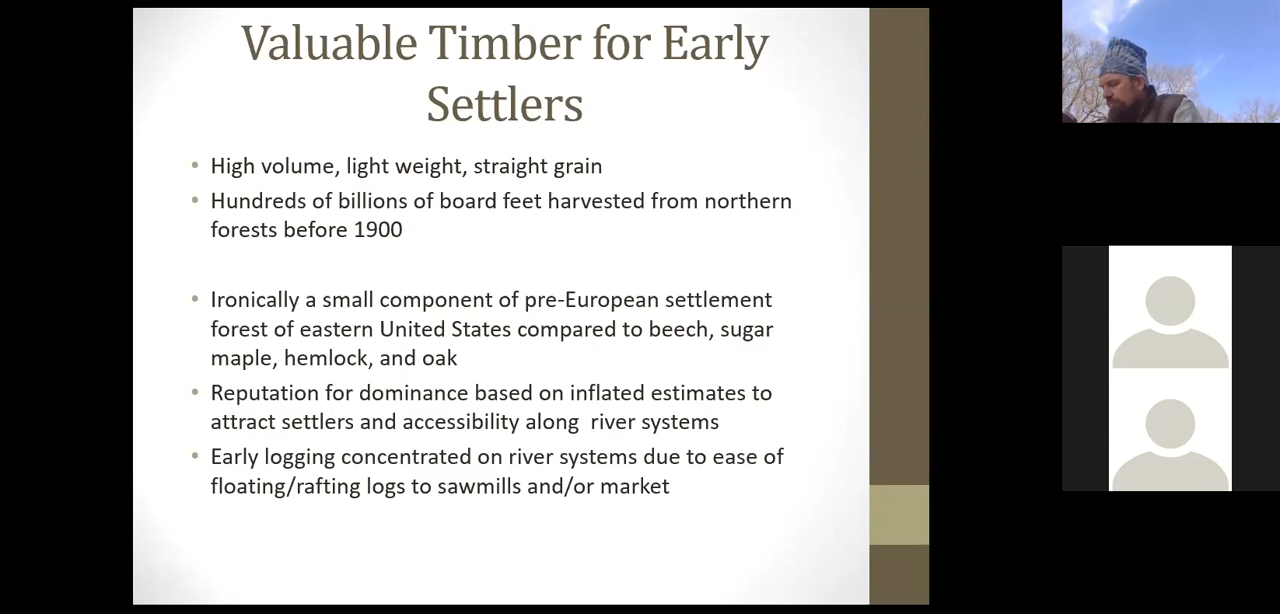 Valuable Timber for Early
Settlers
• High volume, light weight, straight grain
• Hundreds of billions of board feet harvested from northern
forests before 1900
• Ironically a small component of pre-European settlement
forest of eastern United States compared to beech, sugar
maple, hemlock, and oak
• Reputation for dominance based on inflated estimates to
attract settlers and accessibility along  river systems
• Early logging concentrated on river systems due to ease of
floating/rafting logs to sawmills and/or market